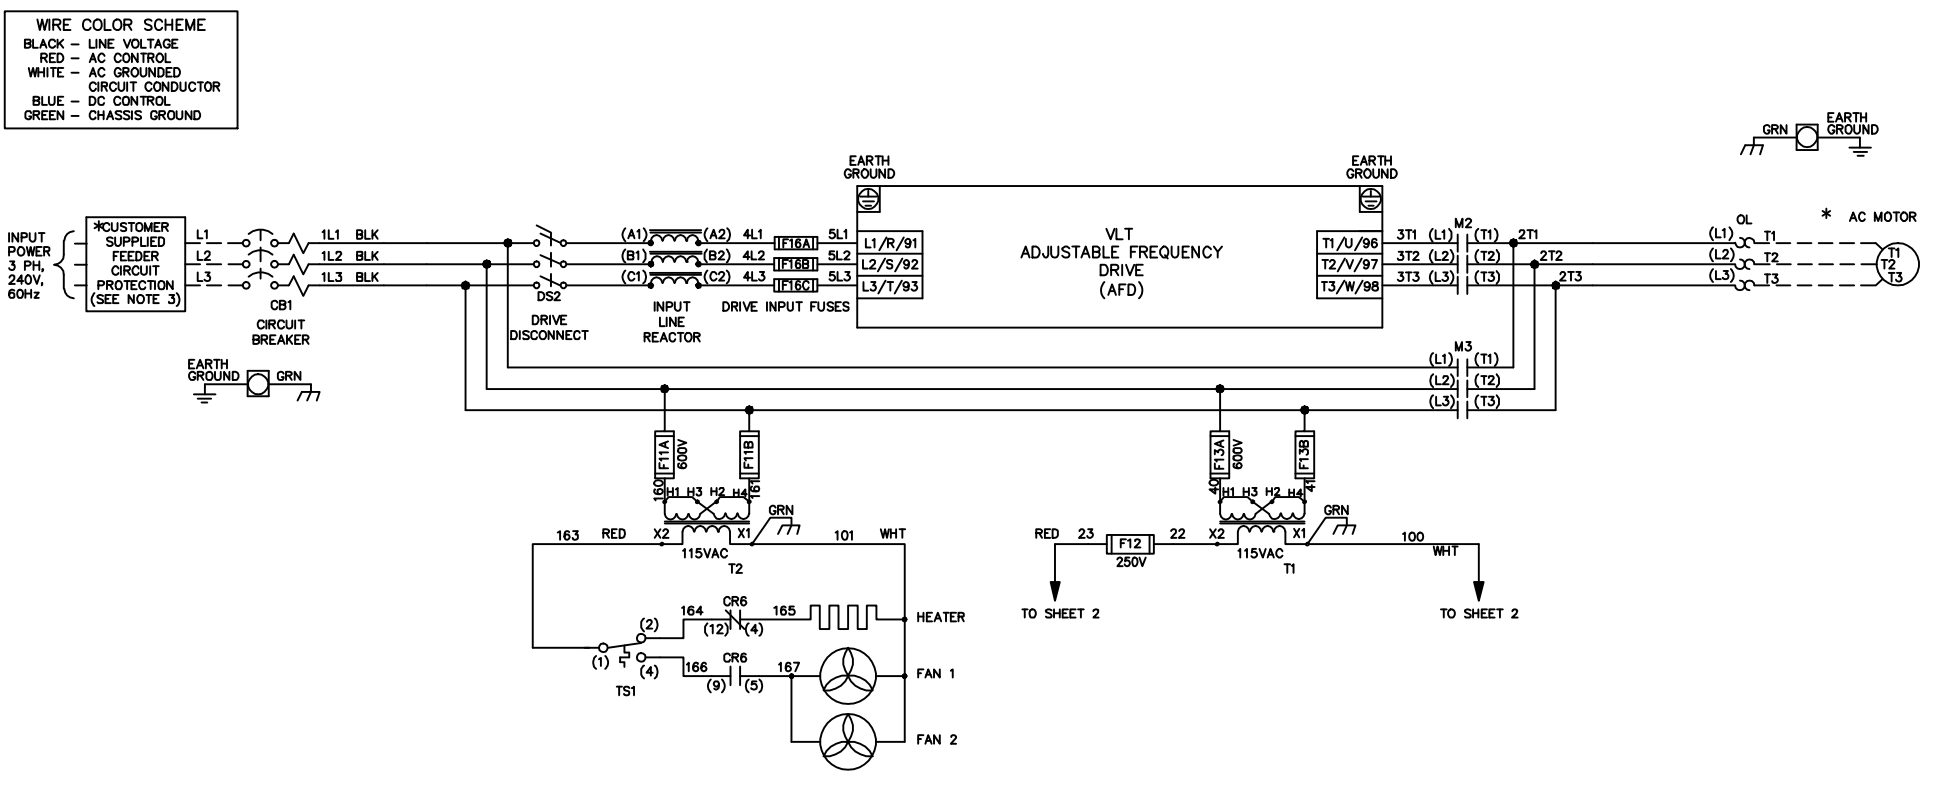 WIRE COLOR SCHEME
BLACK – LINE VOLTAGE
RED – AC CONTROL
WHITE – AC GROUNDED
CIRCUIT CONDUCTOR
BLUE – DC CONTROL
GREEN – CHASSIS GROUND
GRN
EARTH
GROUND
EARTH
GROUND
EARTH
GROUND
INPUT
POWER
3 PH,
240V,
60Hz
*CUSTOMER
SUPPLIED
FEEDER
CIRCUIT
PROTECTION
(SEE NOTE 3)
L1
L2
L3
CB1
CIRCUIT
BREAKER
1L1 BLK
1L2 BLK
1L3 BLK
DS2
DRIVE
DISCONNECT
(A1) (A2)
(B1) (B2)
(C1) (C2)
INPUT
LINE
REACTOR
4L1 F16A 5L1
4L2 F16B 5L2
4L3 F16C 5L3
DRIVE INPUT FUSES
L1/R/91
L2/S/92
L3/T/93
VLT
ADJUSTABLE FREQUENCY
DRIVE
(AFD)
T1/U/96
T2/V/97
T3/W/98
M2
3T1 (L1) (T1) 2T1
3T2 (L2) (T2) 2T2
3T3 (L3) (T3) 2T3
OL
(L1) T1
(L2) T2
(L3) T3
* AC MOTOR
T1
T2
T3
EARTH
GROUND
GRN
M3
(L1) (T1)
(L2) (T2)
(L3) (T3)
F11A
600V
F11B
160
161
H1 H3 H2 H4
GRN
163 RED X2 X1 101 WHT
115VAC
T2
F13A
600V
F13B
40
41
H1 H3 H2 H4
GRN
RED 23 F12 22 X2 X1 100
WHT
250V
115VAC
T1
TO SHEET 2
TO SHEET 2
CR6
164 165
(12) (4)
HEATER
(2)
(1)
(4)
TS1
CR6
166 167
(9) (5)
FAN 1
FAN 2